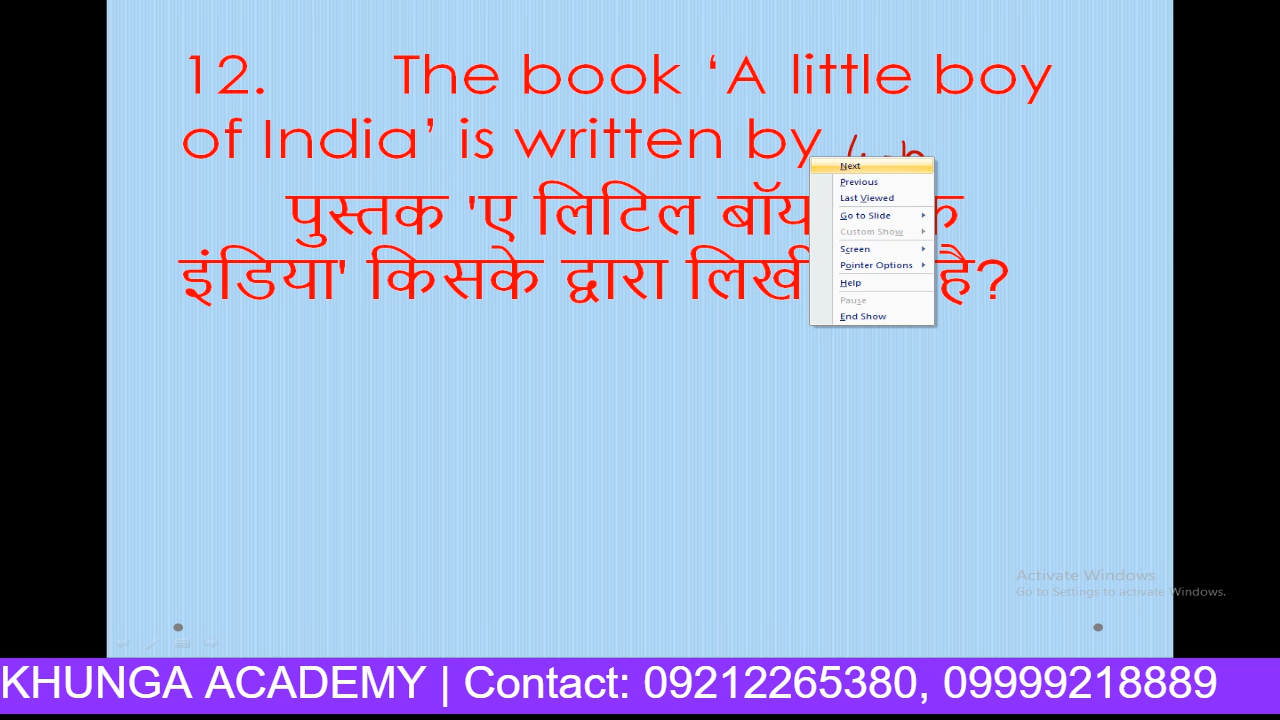 12. The book ‘A little boy
of India’ is written by
पुस्तक 'ए लिटिल बॉय क
इंडिया' किसके द्वारा लिखी है?
Next
Previous
Last Viewed
Go to Slide
Custom Show
Screen
Pointer Options
Help
Pause
End Show
Activate Windows
Go to Settings to activate Windows.
KHUNGA ACADEMY | Contact: 09212265380, 09999218889